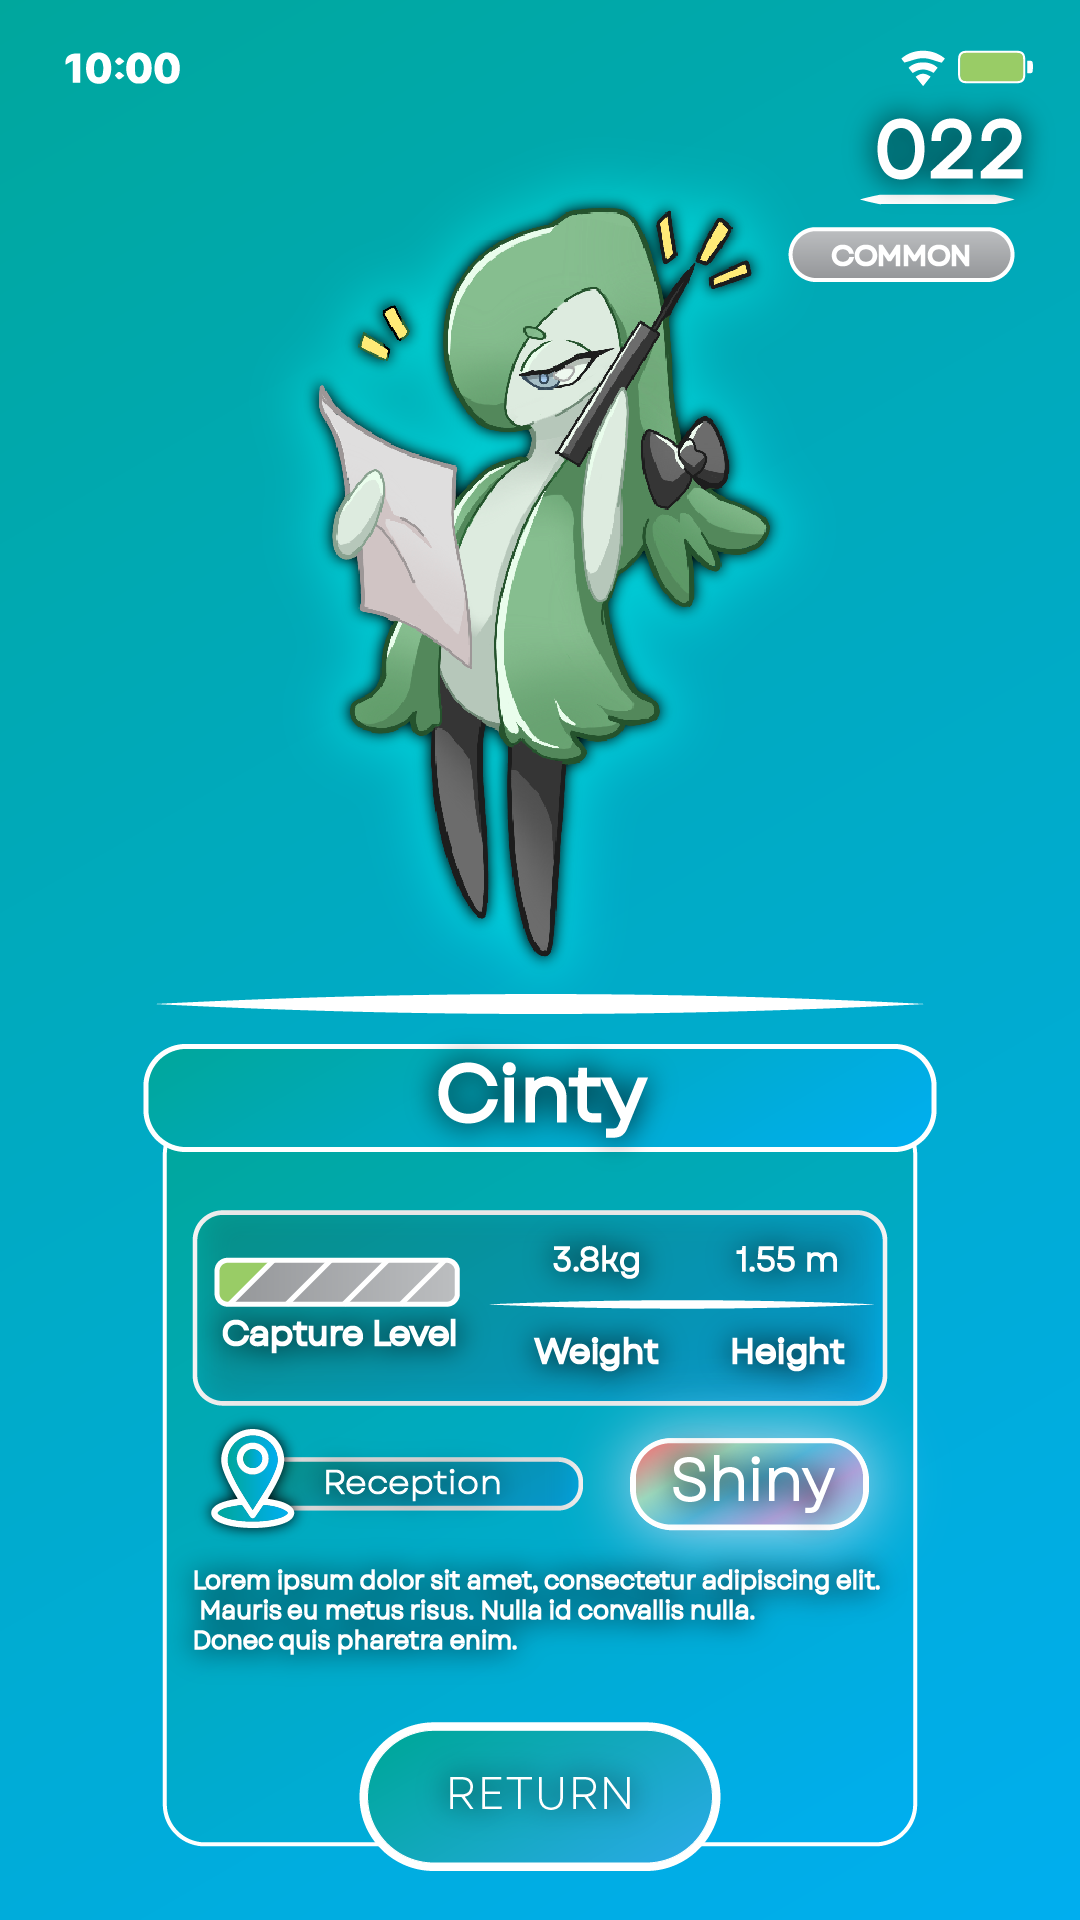 10:00
022
COMMON
Cinty
3.8kg 1.55 m
Capture Level
Weight Height
Reception
Shiny
Lorem ipsum dolor sit amet, consectetur adipiscing elit.
Mauris eu metus risus. Nulla id convallis nulla.
Donec quis pharetra enim.
RETURN